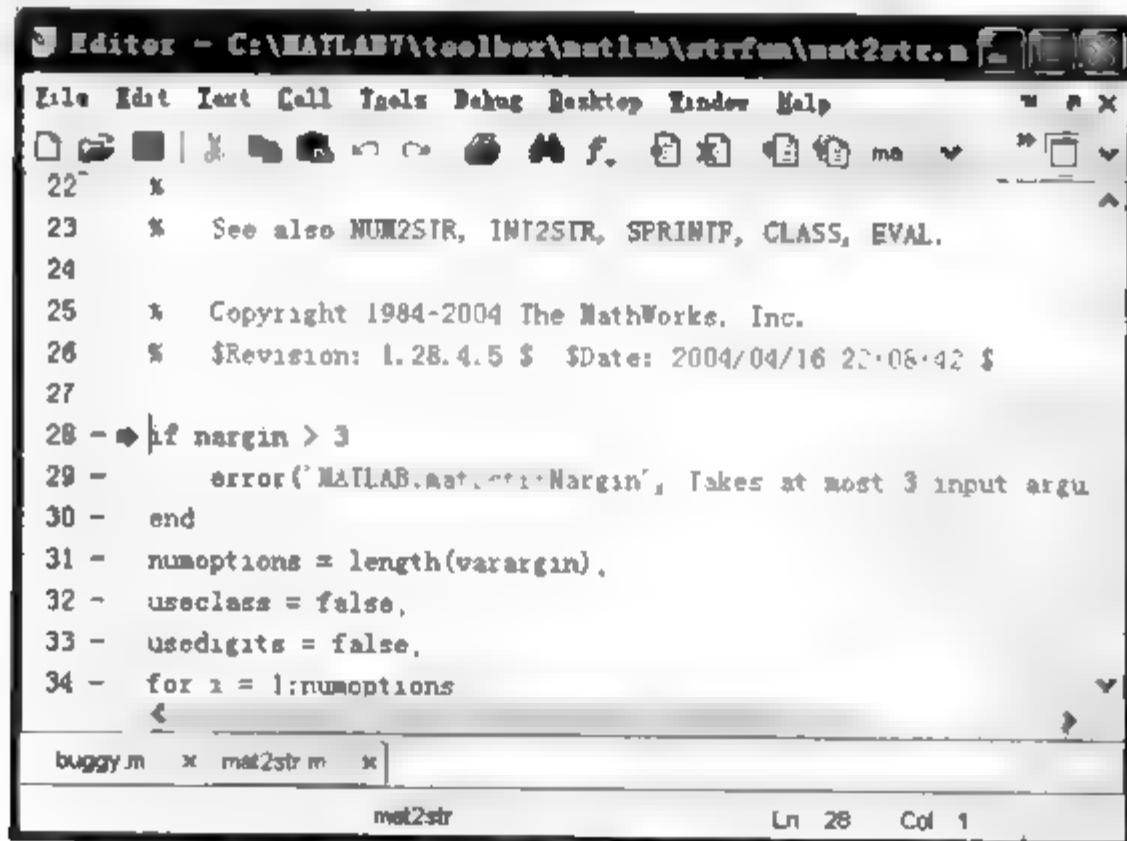 Editor - C:\MATLAB7\toolbox\matlab\strfun\mat2str.m
File Edit Text Cell Tools Debug Desktop Window Help
22 %
23 % See also NUM2STR, INT2STR, SPRINTF, CLASS, EVAL.
24
25 % Copyright 1984-2004 The MathWorks, Inc.
26 % $Revision: 1.28.4.5 $ $Date: 2004/04/16 22:08:42 $
27
28 - if nargin > 3
29 - error( Takes at most 3 input argu
30 - end
31 - numoptions = length(varargin),
32 - useclass = false,
33 - usedigits = false,
34 - for i = 1:numoptions
buggy.m × mat2str.m ×
mat2str Ln 28 Col 1